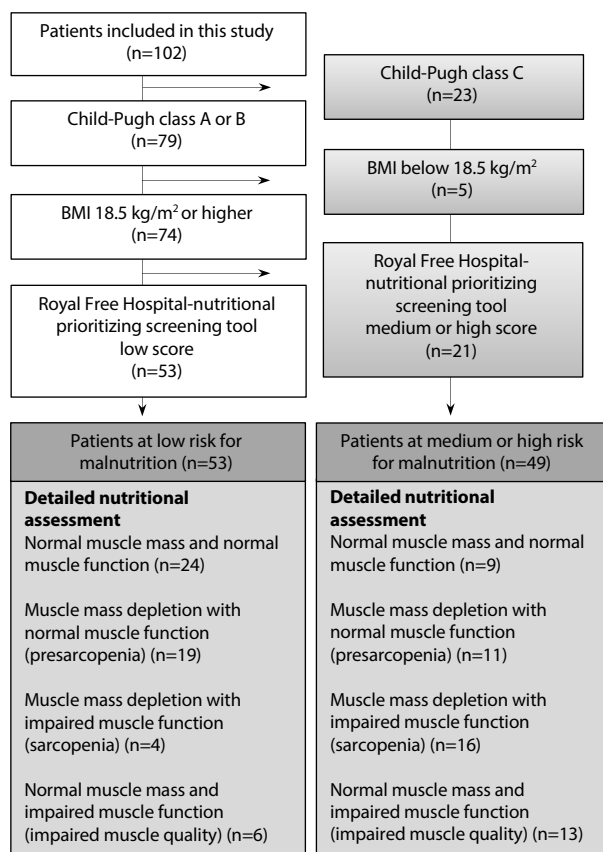 Patients included in this study
(n=102)
Child-Pugh class C
(n=23)
Child-Pugh class A or B
(n=79)
BMI below 18.5 kg/m²
(n=5)
BMI 18.5 kg/m² or higher
(n=74)
Royal Free Hospital-
nutritional prioritizing
screening tool
medium or high score
(n=21)
Royal Free Hospital-nutritional
prioritizing screening tool
low score
(n=53)
Patients at low risk for
malnutrition (n=53)
Detailed nutritional
assessment
Normal muscle mass and normal
muscle function (n=24)
Muscle mass depletion with
normal muscle function
(presarcopenia) (n=19)
Muscle mass depletion with
impaired muscle function
(sarcopenia) (n=4)
Normal muscle mass and
impaired muscle function
(impaired muscle quality) (n=6)
Patients at medium or high risk
for malnutrition (n=49)
Detailed nutritional
assessment
Normal muscle mass and normal
muscle function (n=9)
Muscle mass depletion with
normal muscle function
(presarcopenia) (n=11)
Muscle mass depletion with
impaired muscle function
(sarcopenia) (n=16)
Normal muscle mass and
impaired muscle function
(impaired muscle quality) (n=13)